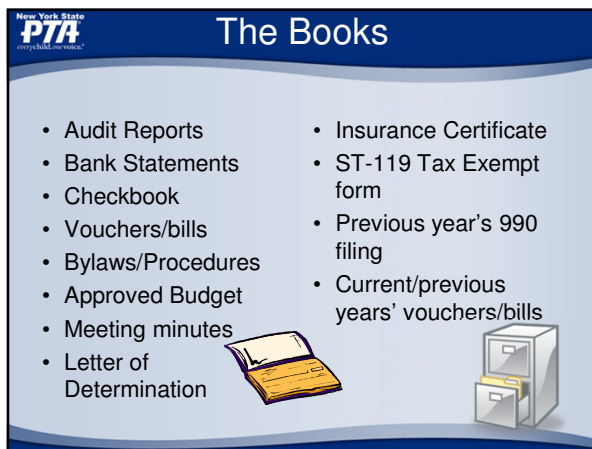 New York State
PTA
everychild.onevoice.®
The Books
• Audit Reports
• Bank Statements
• Checkbook
• Vouchers/bills
• Bylaws/Procedures
• Approved Budget
• Meeting minutes
• Letter of
Determination
• Insurance Certificate
• ST-119 Tax Exempt
form
• Previous year's 990
filing
• Current/previous
years' vouchers/bills